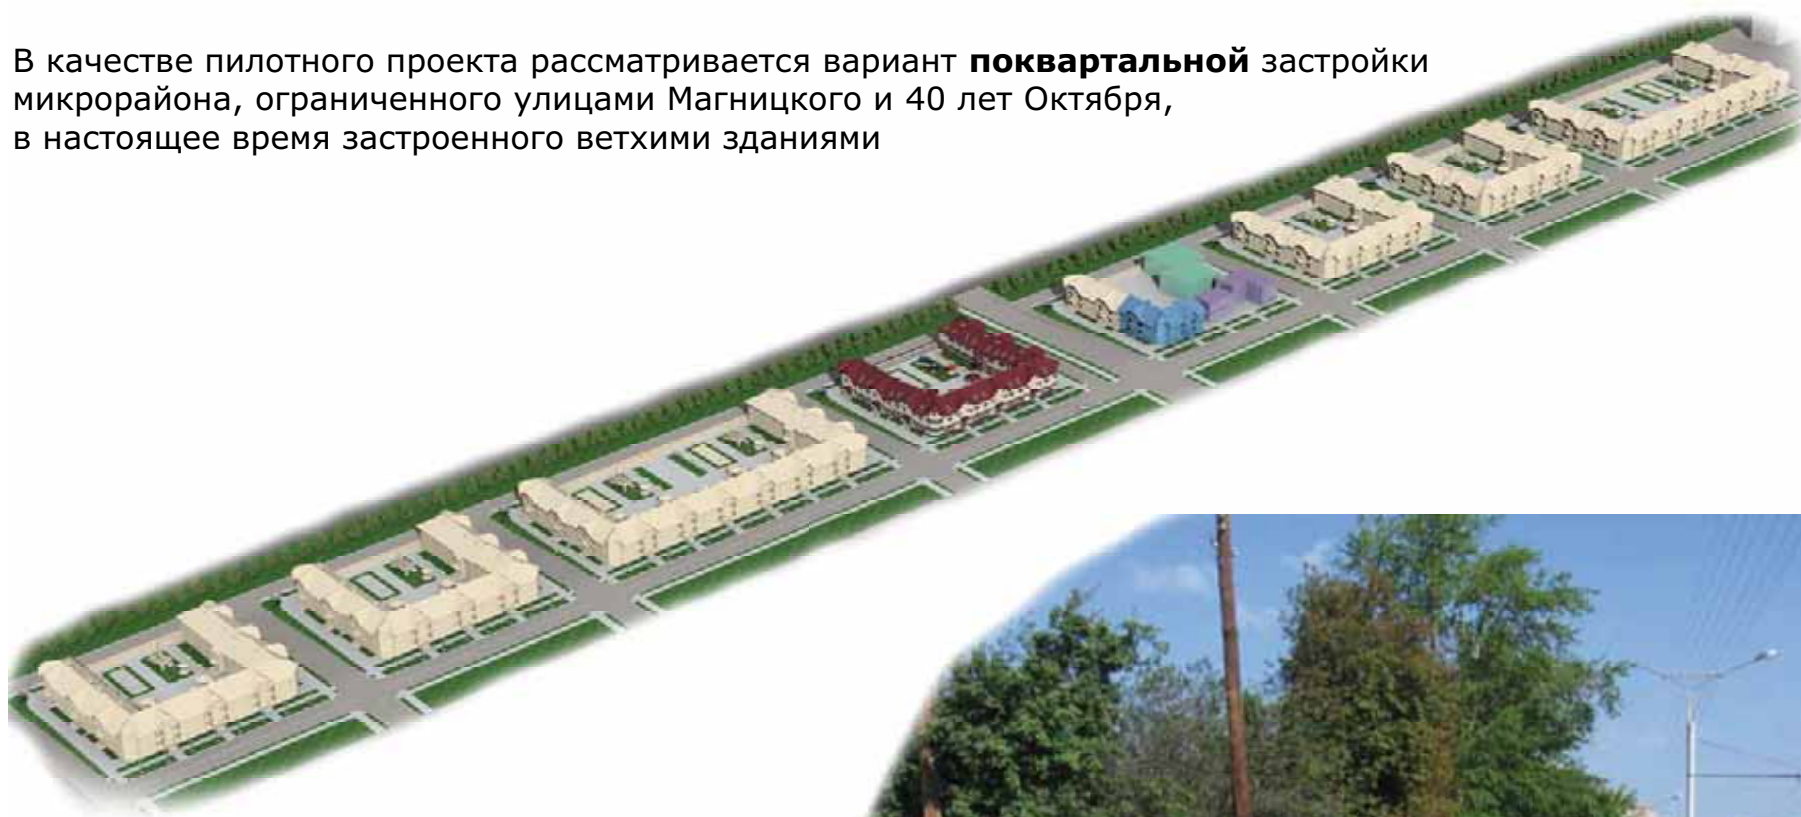 В качестве пилотного проекта рассматривается вариант поквартальной застройки
микрорайона, ограниченного улицами Магницкого и 40 лет Октября,
в настоящее время застроенного ветхими зданиями